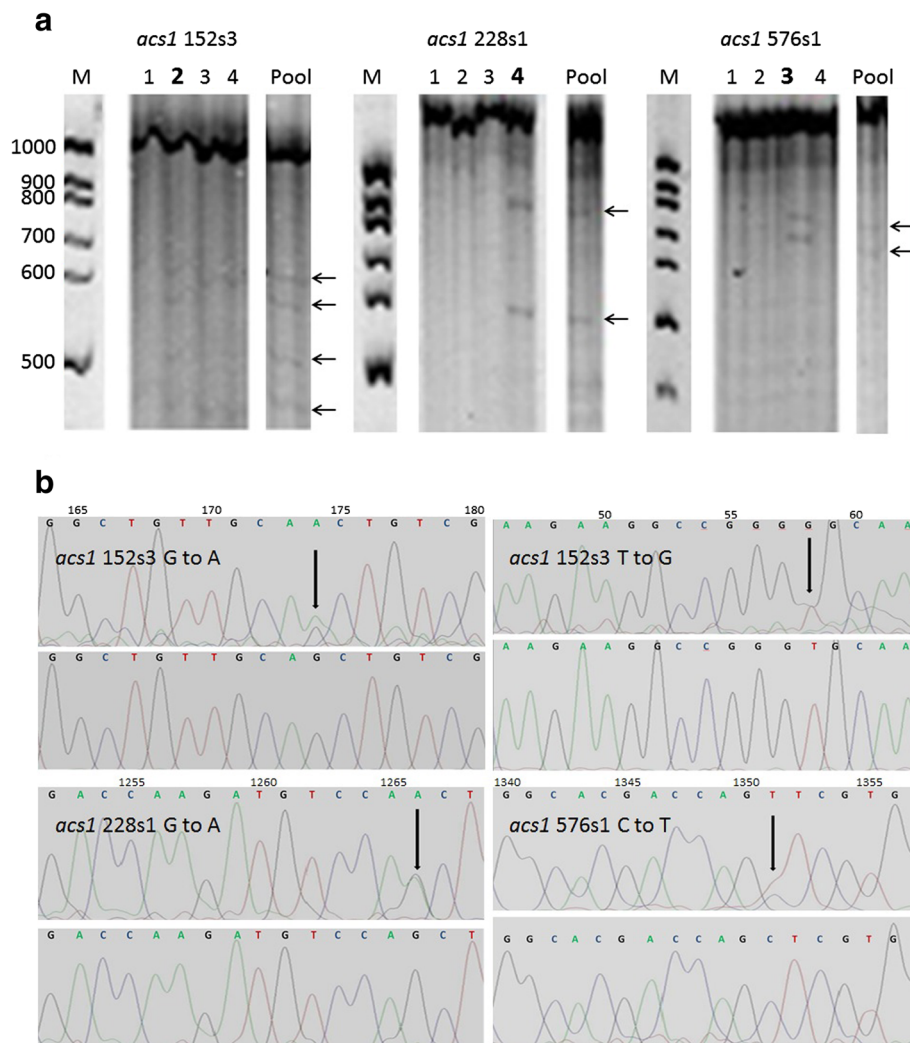 a
acs1 152s3
acs1 228s1
acs1 576s1
M 1 2 3 4 Pool
M 1 2 3 4 Pool
M 1 2 3 4 Pool
1000
900
800
700
600
500
b
165 170 175 180
G G C T G T T G C A A C T G T C G
acs1 152s3 G to A
G G C T G T T G C A G C T G T C G
50 55 60
A A G A A G G C C G G G G G C A A
acs1 152s3 T to G
A A G A A G G C C G G G T G C A A
1255 1260 1265
G A C C A A G A T G T C C A A C T
acs1 228s1 G to A
G A C C A A G A T G T C C A G C T
1340 1345 1350 1355
G G C A C G A C C A G T T C G T G
acs1 576s1 C to T
G G C A C G A C C A G C T C G T G